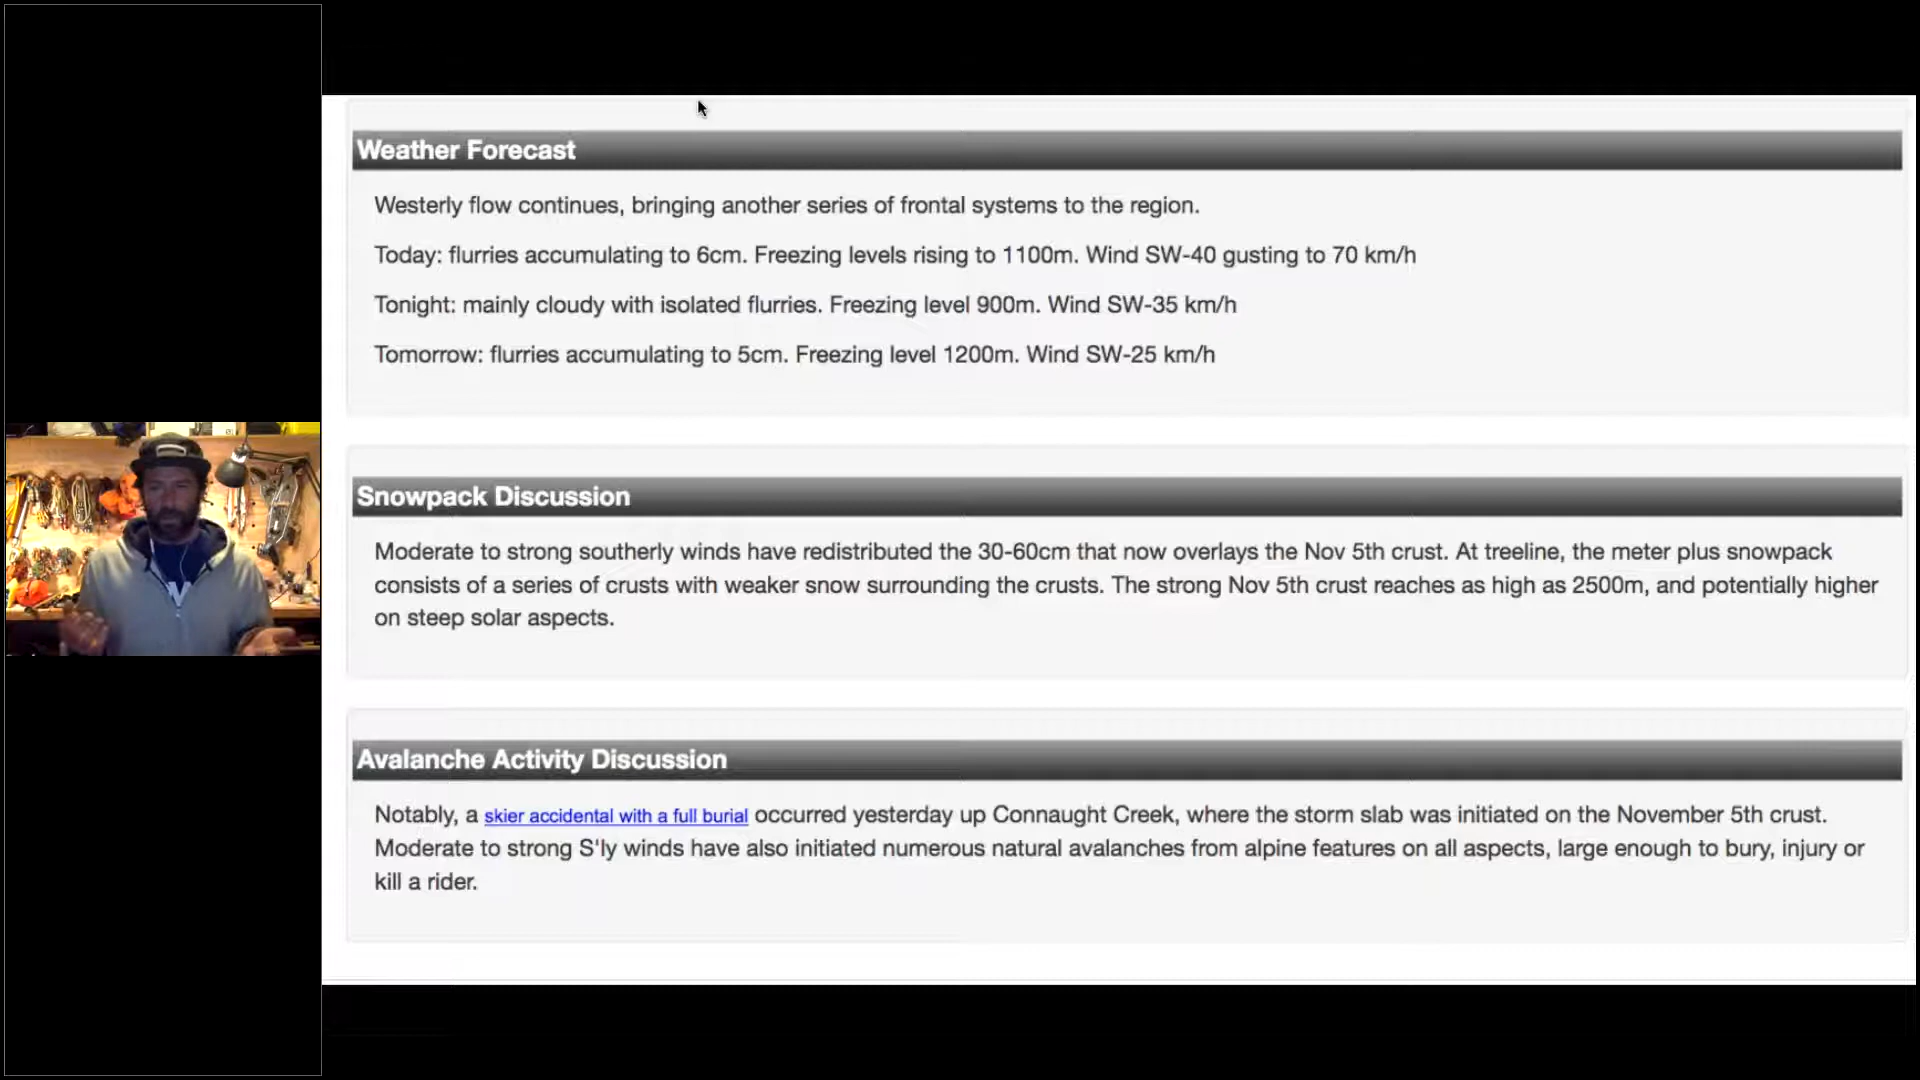 Weather Forecast
Westerly flow continues, bringing another series of frontal systems to the region.
Today: flurries accumulating to 6cm. Freezing levels rising to 1100m. Wind SW-40 gusting to 70 km/h
Tonight: mainly cloudy with isolated flurries. Freezing level 900m. Wind SW-35 km/h
Tomorrow: flurries accumulating to 5cm. Freezing level 1200m. Wind SW-25 km/h
Snowpack Discussion
Moderate to strong southerly winds have redistributed the 30-60cm that now overlays the Nov 5th crust. At treeline, the meter plus snowpack
consists of a series of crusts with weaker snow surrounding the crusts. The strong Nov 5th crust reaches as high as 2500m, and potentially higher
on steep solar aspects.
Avalanche Activity Discussion
Notably, a skier accidental with a full burial occurred yesterday up Connaught Creek, where the storm slab was initiated on the November 5th crust.
Moderate to strong S'ly winds have also initiated numerous natural avalanches from alpine features on all aspects, large enough to bury, injury or
kill a rider.